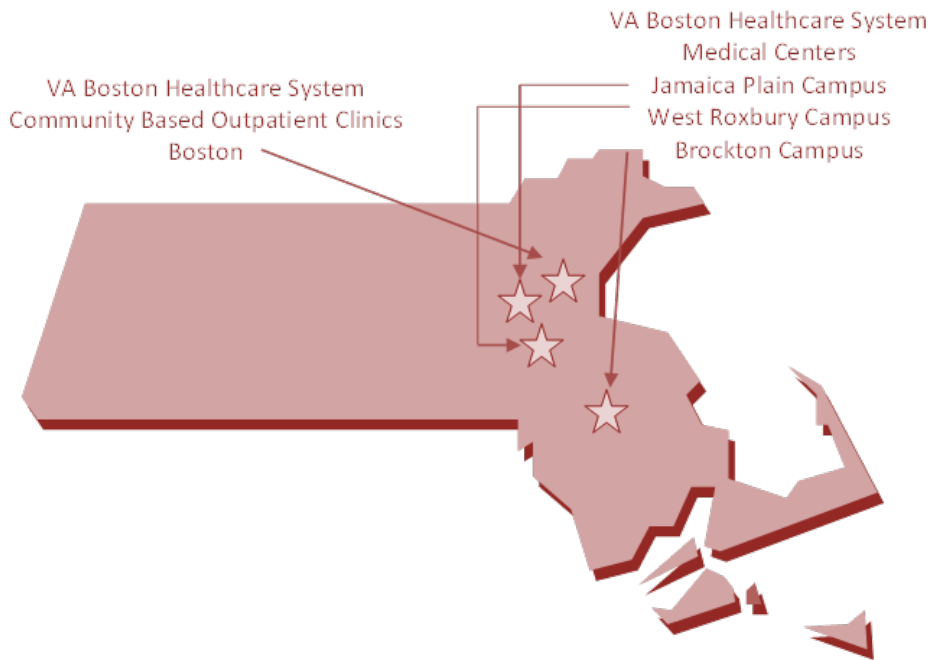 VA Boston Healthcare System
Community Based Outpatient Clinics
Boston
VA Boston Healthcare System
Medical Centers
Jamaica Plain Campus
West Roxbury Campus
Brockton Campus